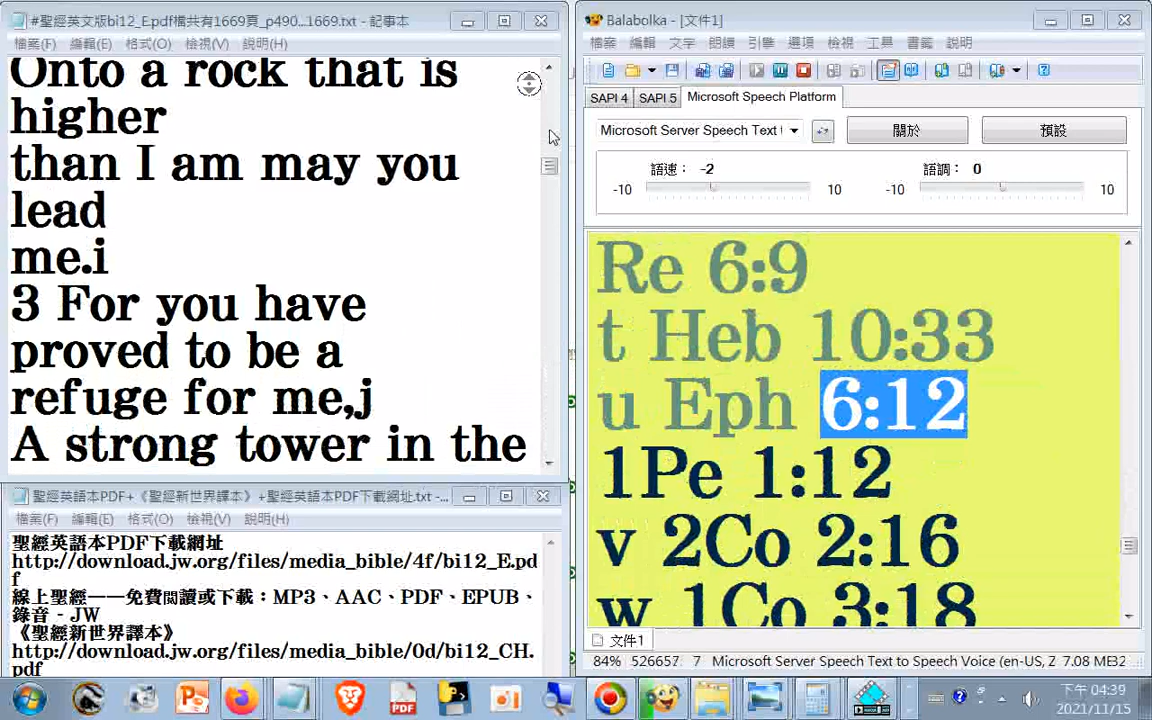 #聖經英文版bi12_Epdf檔共有1669頁_p490...1669.txt - 記事本
檔案(F) 編輯(E) 格式(O) 檢視(V) 說明(H)
Onto a rock that is
higher
than I am may you
lead
me.i
3 For you have
proved to be a
refuge for me,j
A strong tower in the
聖經英語本PDF+《聖經新世界譯本》+聖經英語本PDF下載網址.txt -...
檔案(F) 編輯(E) 格式(O) 檢視(V) 說明(H)
聖經英語本PDF下載網址
http://download.jw.org/files/media_bible/4f/bi12_E.pd
f
線上聖經——免費閱讀或下載：MP3、AAC、PDF、EPUB、
錄音 - JW
《聖經新世界譯本》
http://download.jw.org/files/media_bible/0d/bi12_CH.
pdf
Balabolka - [文件1]
檔案 編輯 文字 朗讀 引擎 選項 檢視 工具 書籤 說明
SAPI 4 SAPI 5 Microsoft Speech Platform
Microsoft Server Speech Text 關於 預設
語速： -2 語調： 0
-10 10 -10 10
Re 6:9
t Heb 10:33
u Eph 6:12
1Pe 1:12
v 2Co 2:16
w 1Co 3:18
文件1
84% 526657 7 Microsoft Server Speech Text to Speech Voice (en-US, Z 7.08 MB32
PDF
下午 04:39
2021/11/15